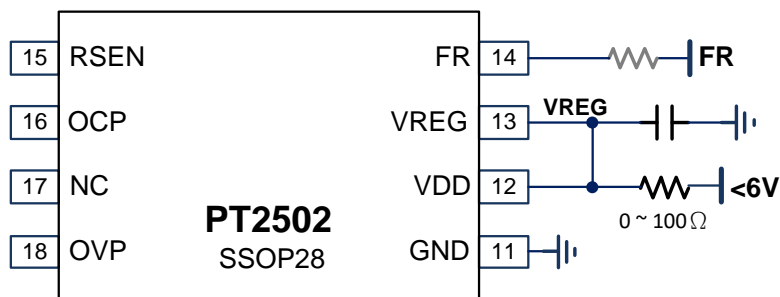 15 RSEN FR 14 FR
VREG
16 OCP VREG 13
17 NC VDD 12 <6V
PT2502
0 ~ 100Ω
SSOP28
18 OVP GND 11